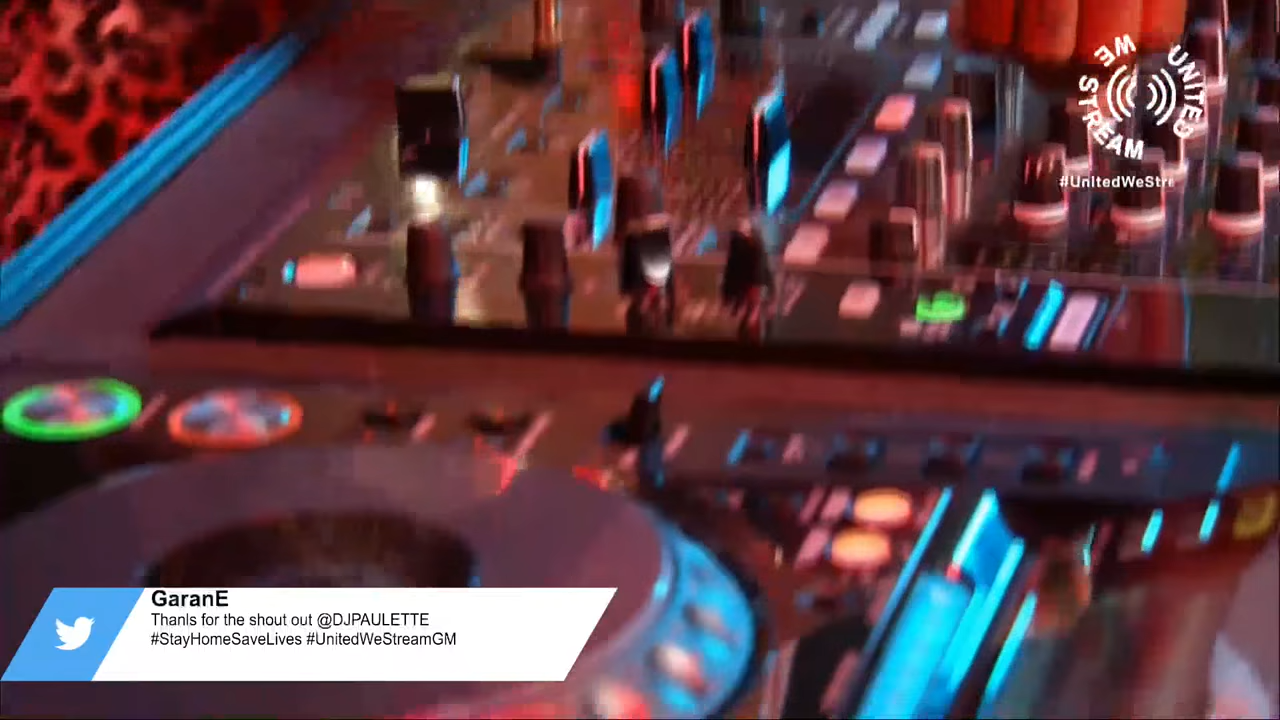 UNITED
WE
STREAM
#UnitedWeStre
GaranE
Thanls for the shout out @DJPAULETTE
#StayHomeSaveLives #UnitedWeStreamGM